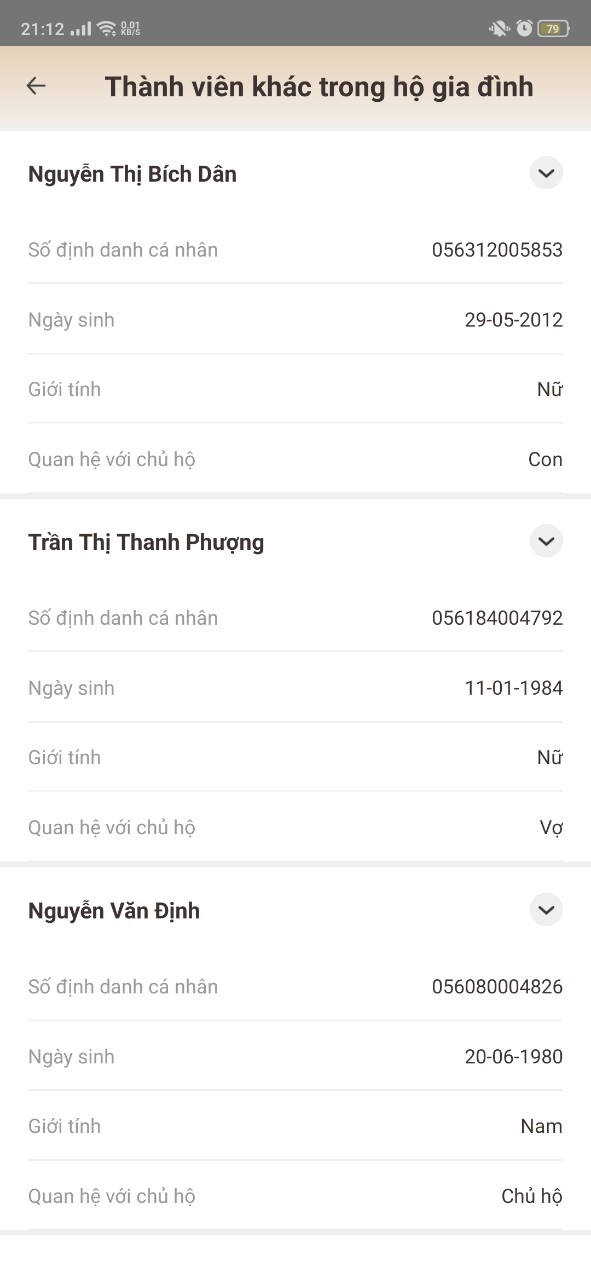 21:12 0.01 KB/S 79
Thành viên khác trong hộ gia đình
Nguyễn Thị Bích Dân
Số định danh cá nhân 056312005853
Ngày sinh 29-05-2012
Giới tính Nữ
Quan hệ với chủ hộ Con
Trần Thị Thanh Phượng
Số định danh cá nhân 056184004792
Ngày sinh 11-01-1984
Giới tính Nữ
Quan hệ với chủ hộ Vợ
Nguyễn Văn Định
Số định danh cá nhân 056080004826
Ngày sinh 20-06-1980
Giới tính Nam
Quan hệ với chủ hộ Chủ hộ